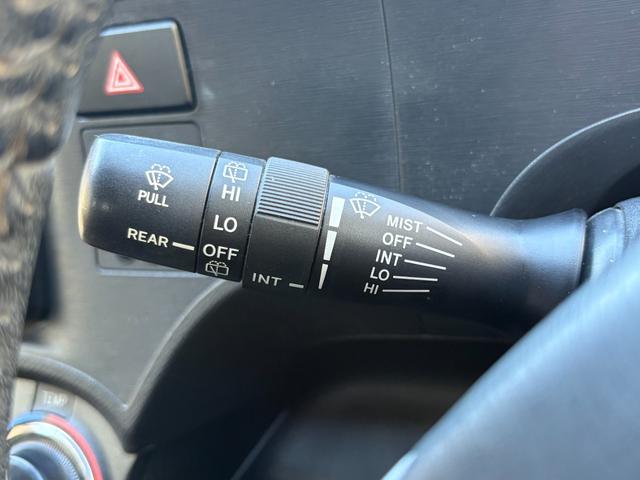 PULL
REAR
HI
LO
OFF
INT
MIST
OFF
INT
LO
HI